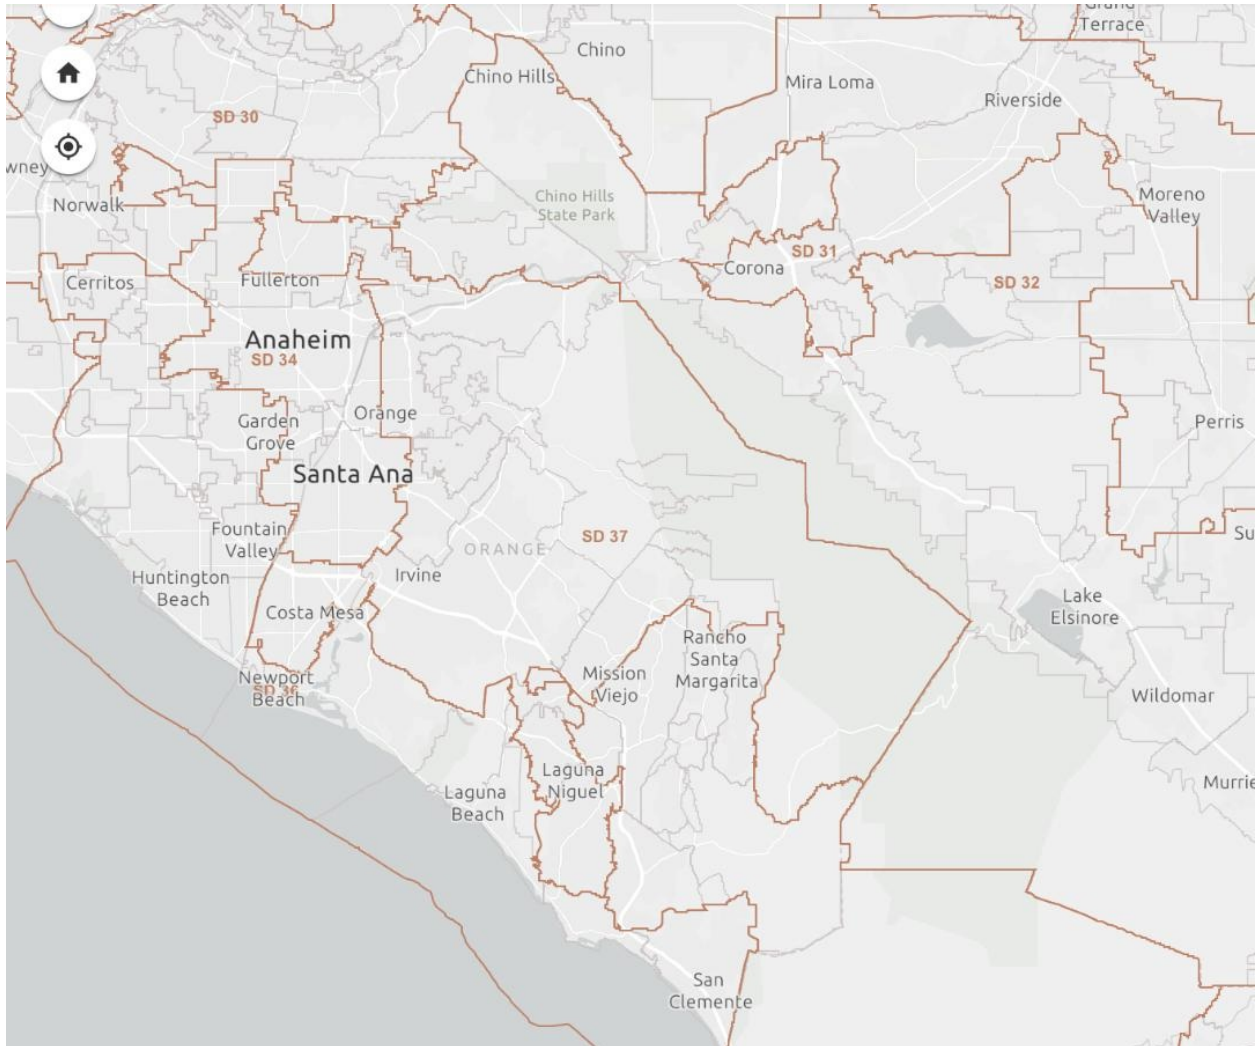 Grand
Terrace
Chino
Chino Hills
Mira Loma
Riverside
SD 30
wney
Chino Hills
State Park
Norwalk
Moreno
Valley
SD 31
Corona
Cerritos
Fullerton
SD 32
Anaheim
SD 34
Orange
Garden
Grove
Perris
Santa Ana
Fountain
Valley
SD 37
ORANGE
Su
Irvine
Huntington
Beach
Costa Mesa
Lake
Elsinore
Rancho
Santa
Margarita
Mission
Viejo
Newport
Beach
SD 36
Wildomar
Laguna
Niguel
Laguna
Beach
Murrie
San
Clemente